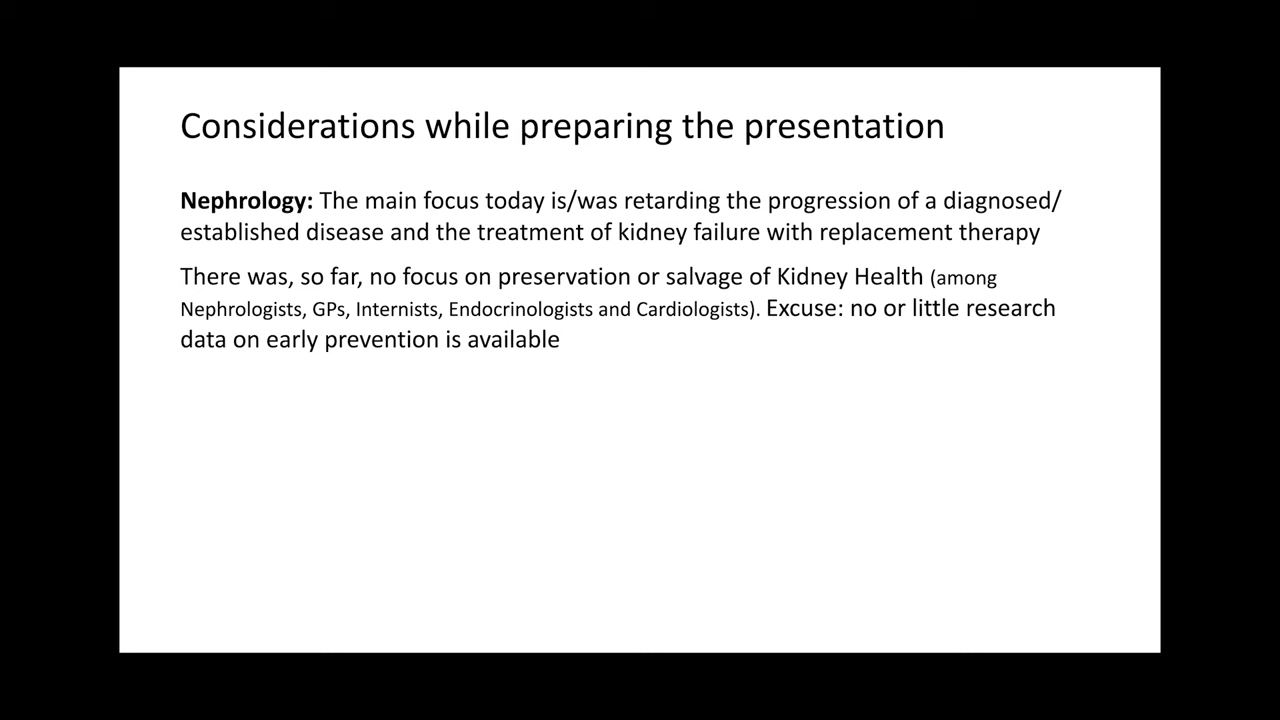 Considerations while preparing the presentation
Nephrology: The main focus today is/was retarding the progression of a diagnosed/
established disease and the treatment of kidney failure with replacement therapy
There was, so far, no focus on preservation or salvage of Kidney Health (among
Nephrologists, GPs, Internists, Endocrinologists and Cardiologists). Excuse: no or little research
data on early prevention is available